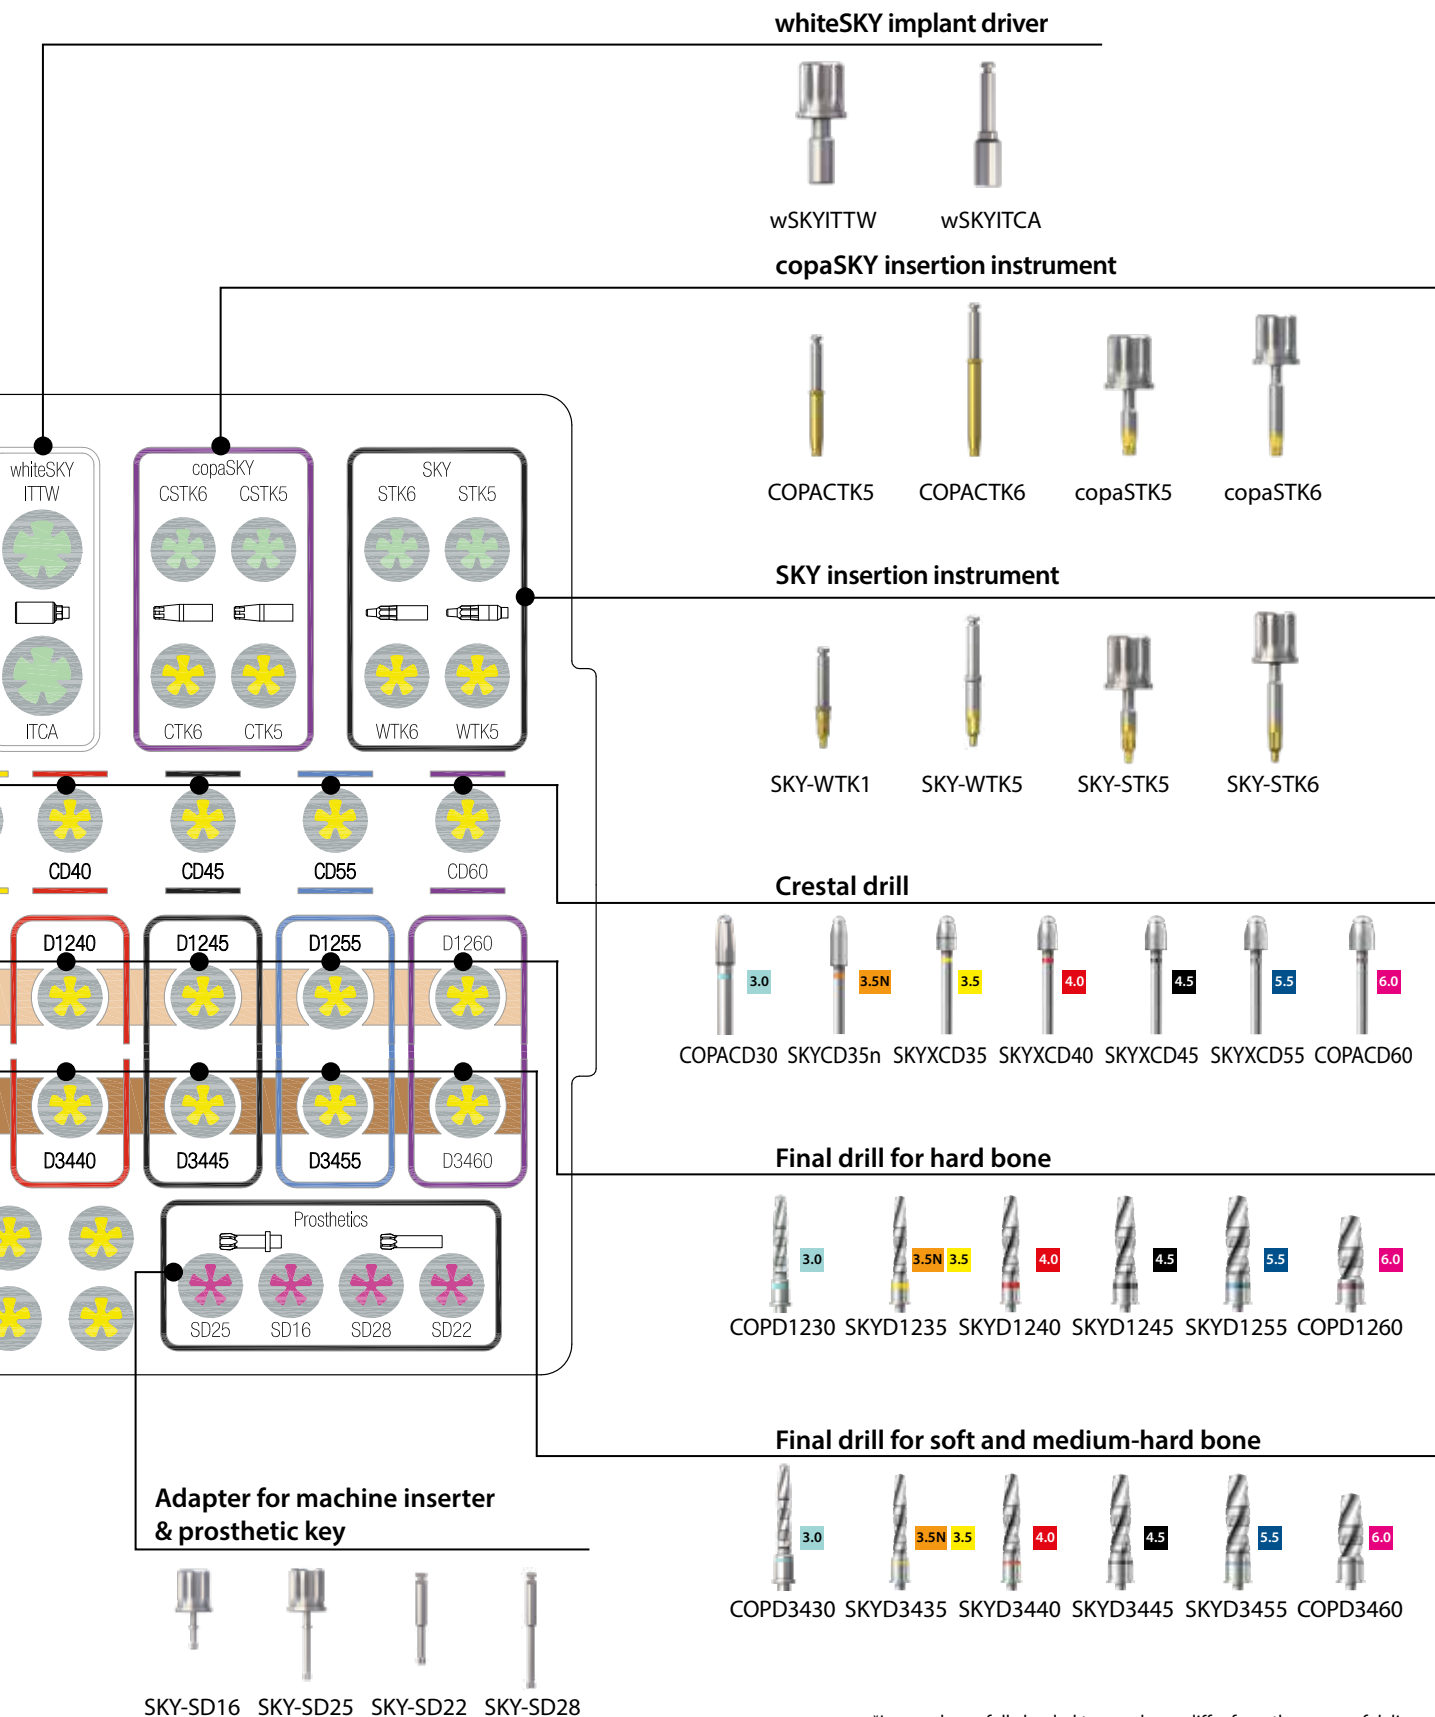 whiteSKY implant driver
wSKYITTW wSKYITCA
copaSKY insertion instrument
COPACTK5 COPACTK6 copaSTK5 copaSTK6
SKY insertion instrument
SKY-WTK1 SKY-WTK5 SKY-STK5 SKY-STK6
Crestal drill
3.0 3.5N 3.5 4.0 4.5 5.5 6.0
COPACD30 SKYCD35n SKYXCD35 SKYXCD40 SKYXCD45 SKYXCD55 COPACD60
Final drill for hard bone
3.0 3.5N 3.5 4.0 4.5 5.5 6.0
COPD1230 SKYD1235 SKYD1240 SKYD1245 SKYD1255 COPD1260
Final drill for soft and medium-hard bone
3.0 3.5N 3.5 4.0 4.5 5.5 6.0
COPD3430 SKYD3435 SKYD3440 SKYD3445 SKYD3455 COPD3460
whiteSKY
ITTW
ITCA
copaSKY
CSTK6 CSTK5
CTK6 CTK5
SKY
STK6 STK5
WTK6 WTK5
CD40 CD45 CD55 CD60
D1240 D1245 D1255 D1260
D3440 D3445 D3455 D3460
Prosthetics
SD25 SD16 SD28 SD22
Adapter for machine inserter
& prosthetic key
SKY-SD16 SKY-SD25 SKY-SD22 SKY-SD28